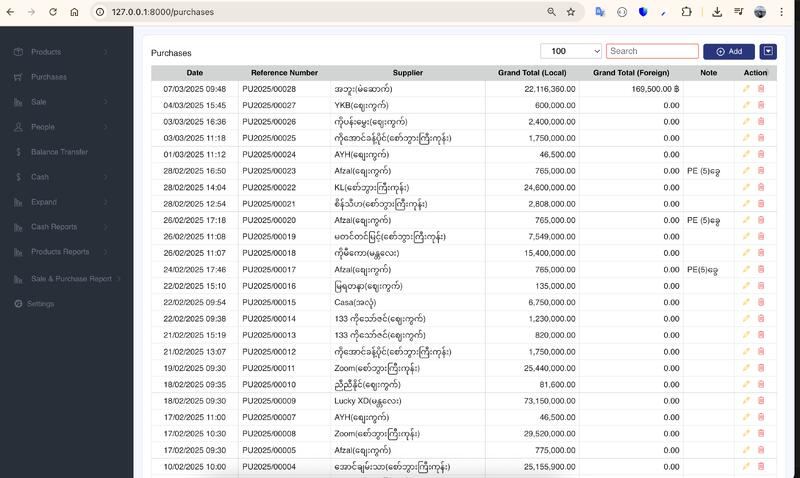 127.0.0.1:8000/purchases
Products
Purchases
Sale
People
Balance Transfer
Cash
Expand
Cash Reports
Products Reports
Sale & Purchase Report
Settings
Purchases 100 Search Add
Date Reference Number Supplier Grand Total (Local) Grand Total (Foreign) Note Action
07/03/2025 09:48 PU2025/00028 အဘူး(မဲဆောက်) 22,116,360.00 169,500.00 ฿
04/03/2025 15:45 PU2025/00027 YKB(ဈေးကွက်) 600,000.00 0.00
03/03/2025 16:36 PU2025/00026 ကိုပန်းမွှေး(ဈေးကွက်) 2,400,000.00 0.00
03/03/2025 11:18 PU2025/00025 ကိုအောင်ခန့်ပိုင်(စော်ဘွားကြီးကုန်း) 1,750,000.00 0.00
01/03/2025 11:12 PU2025/00024 AYH(ဈေးကွက်) 46,500.00 0.00
28/02/2025 16:50 PU2025/00023 Afzal(ဈေးကွက်) 765,000.00 0.00 PE (5)ခွေ
28/02/2025 14:04 PU2025/00022 KL(စော်ဘွားကြီးကုန်း) 24,600,000.00 0.00
28/02/2025 12:54 PU2025/00021 စိန်သီဟ(စော်ဘွားကြီးကုန်း) 2,808,000.00 0.00
26/02/2025 17:18 PU2025/00020 Afzal(ဈေးကွက်) 765,000.00 0.00 PE (5)ခွေ
26/02/2025 11:08 PU2025/00019 မတင်တင်မြင့်(စော်ဘွားကြီးကုန်း) 7,549,000.00 0.00
26/02/2025 11:07 PU2025/00018 ကိုမီကော(မန္တလေး) 15,400,000.00 0.00
24/02/2025 17:46 PU2025/00017 Afzal(ဈေးကွက်) 765,000.00 0.00 PE(5)ခွေ
22/02/2025 15:10 PU2025/00016 မြရတနာ(ဈေးကွက်) 135,000.00 0.00
22/02/2025 09:54 PU2025/00015 Casa(အလုံ) 6,750,000.00 0.00
22/02/2025 09:38 PU2025/00014 133 ကိုသော်ဇင်(ဈေးကွက်) 1,230,000.00 0.00
21/02/2025 15:19 PU2025/00013 133 ကိုသော်ဇင်(ဈေးကွက်) 820,000.00 0.00
21/02/2025 13:07 PU2025/00012 ကိုအောင်ခန့်ပိုင်(စော်ဘွားကြီးကုန်း) 1,750,000.00 0.00
19/02/2025 09:30 PU2025/00011 Zoom(စော်ဘွားကြီးကုန်း) 25,440,000.00 0.00
18/02/2025 09:35 PU2025/00010 ညီညီနိုင်(ဈေးကွက်) 81,600.00 0.00
18/02/2025 09:30 PU2025/00009 Lucky XD(မန္တလေး) 73,150,000.00 0.00
17/02/2025 11:00 PU2025/00007 AYH(ဈေးကွက်) 46,500.00 0.00
17/02/2025 10:30 PU2025/00008 Zoom(စော်ဘွားကြီးကုန်း) 29,520,000.00 0.00
17/02/2025 09:30 PU2025/00005 Afzal(ဈေးကွက်) 775,000.00 0.00
10/02/2025 10:00 PU2025/00004 အောင်ချမ်းသာ(စော်ဘွားကြီးကုန်း) 25,155,900.00 0.00